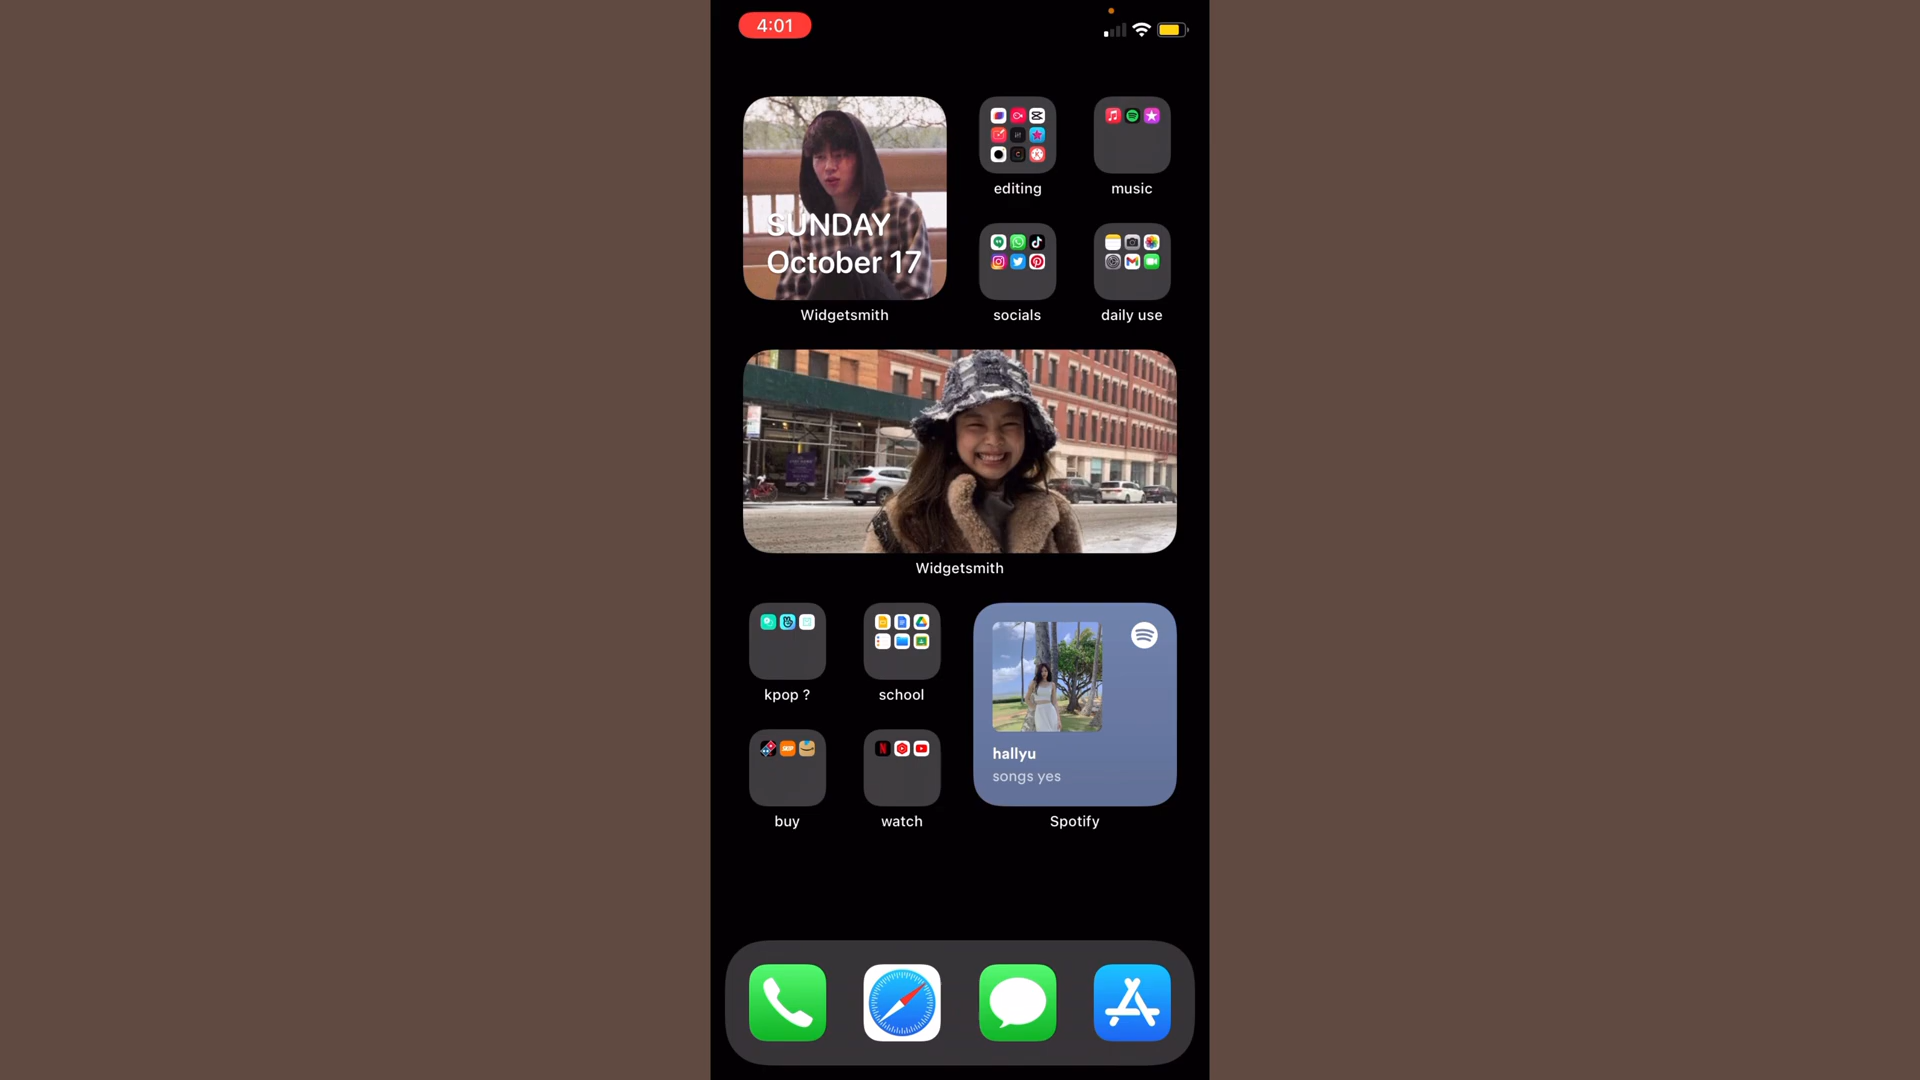 4:01
SUNDAY
October 17
Widgetsmith
editing
music
socials
daily use
Widgetsmith
kpop ?
school
hallyu
songs yes
buy
watch
Spotify